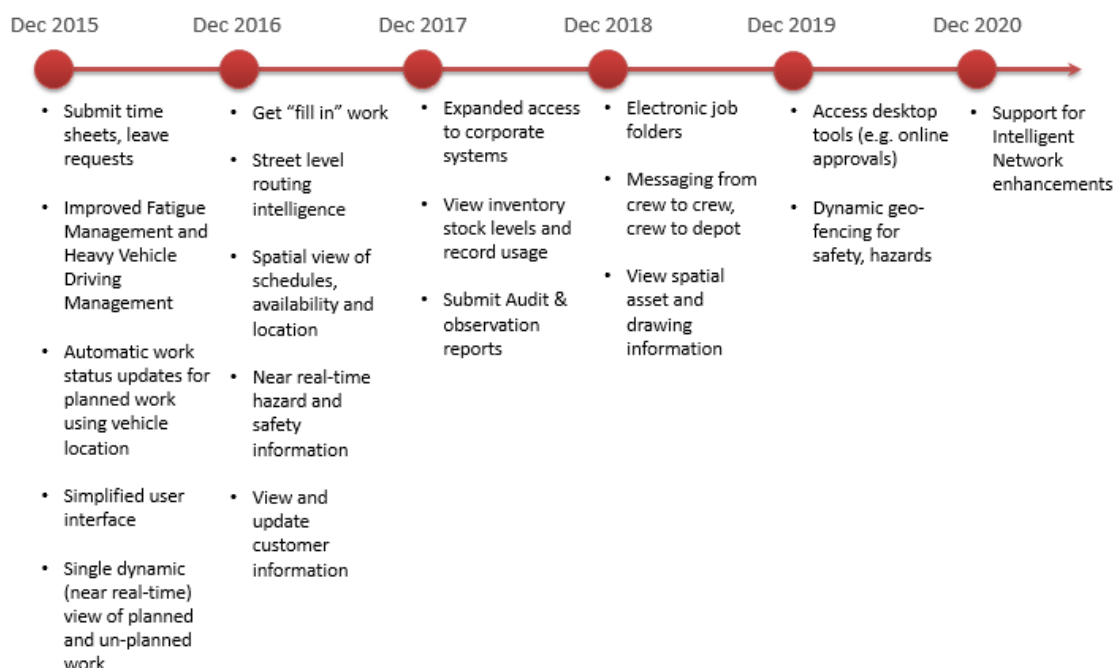 Dec 2015
Dec 2016
Dec 2017
Dec 2018
Dec 2019
Dec 2020
• Submit time
sheets, leave
requests
• Improved Fatigue
Management and
Heavy Vehicle
Driving
Management
• Automatic work
status updates for
planned work
using vehicle
location
• Simplified user
interface
• Single dynamic
(near real-time)
view of planned
and un-planned
work
• Get “fill in” work
• Street level
routing
intelligence
• Spatial view of
schedules,
availability and
location
• Near real-time
hazard and
safety
information
• View and
update
customer
information
• Expanded access
to corporate
systems
• View inventory
stock levels and
record usage
• Submit Audit &
observation
reports
• Electronic job
folders
• Messaging from
crew to crew,
crew to depot
• View spatial
asset and
drawing
information
• Access desktop
tools (e.g. online
approvals)
• Dynamic geo-
fencing for
safety, hazards
• Support for
Intelligent
Network
enhancements